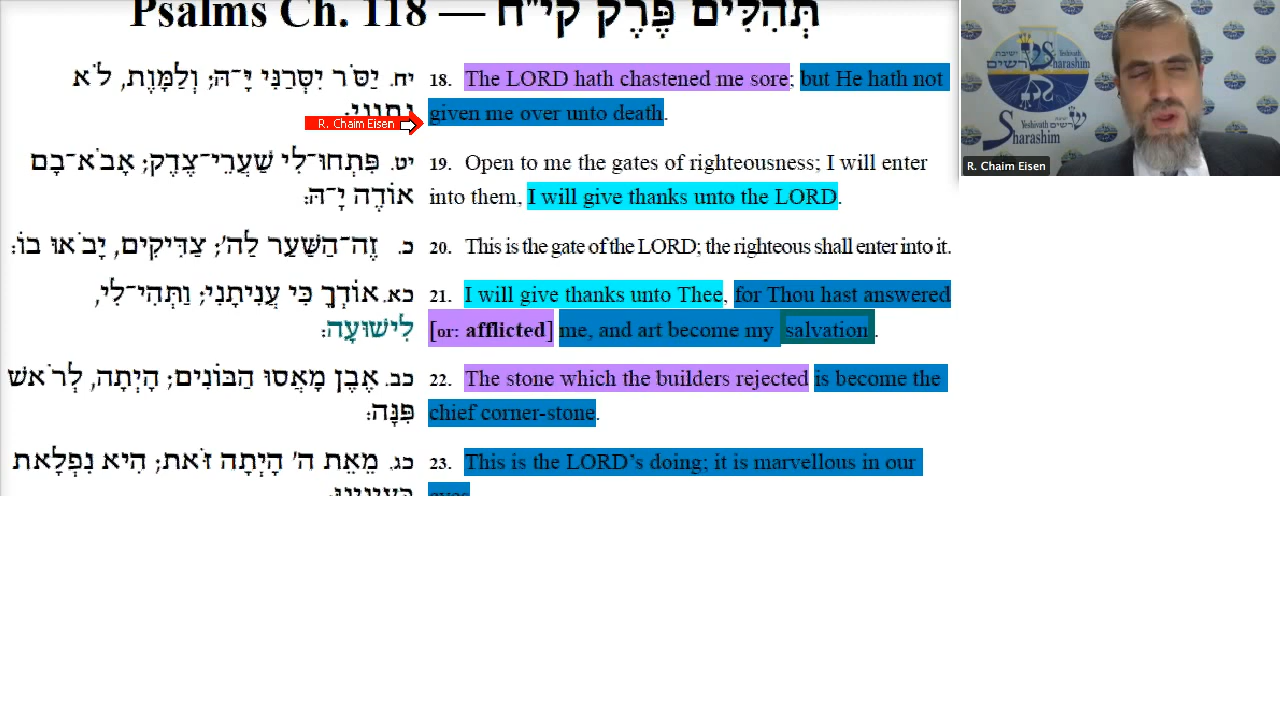 Psalms Ch. 118 — תְּהִלִּים פֶּרֶק קי"ח
יח. יַסֹּר יִסְּרַנִּי יָּ־הּ; וְלַמָּוֶת, לֹא
18. The LORD hath chastened me sore; but He hath not
given me over unto death.
R. Chaim Eisen
יט. פִּתְחוּ־לִי שַׁעֲרֵי־צֶדֶק; אָבֹא־בָם
אוֹדֶה יָ־הּ:
19. Open to me the gates of righteousness; I will enter
into them, I will give thanks unto the LORD.
כ. זֶה־הַשַּׁעַר לַה'; צַדִּיקִים, יָבֹאוּ בוֹ:
20. This is the gate of the LORD; the righteous shall enter into it.
כא. אוֹדְךָ כִּי עֲנִיתָנִי; וַתְּהִי־לִי,
לִישׁוּעָה:
21. I will give thanks unto Thee, for Thou hast answered
[or: afflicted] me, and art become my salvation.
כב. אֶבֶן מָאֲסוּ הַבּוֹנִים; הָיְתָה, לְרֹאשׁ
פִּנָּה:
22. The stone which the builders rejected is become the
chief corner-stone.
כג. מֵאֵת ה' הָיְתָה זֹּאת; הִיא נִפְלָאת
23. This is the LORD's doing; it is marvellous in our
Yeshivath
Sharashim
ישיבת
שרשים
Yeshivath שרשים
Sharashim
R. Chaim Eisen